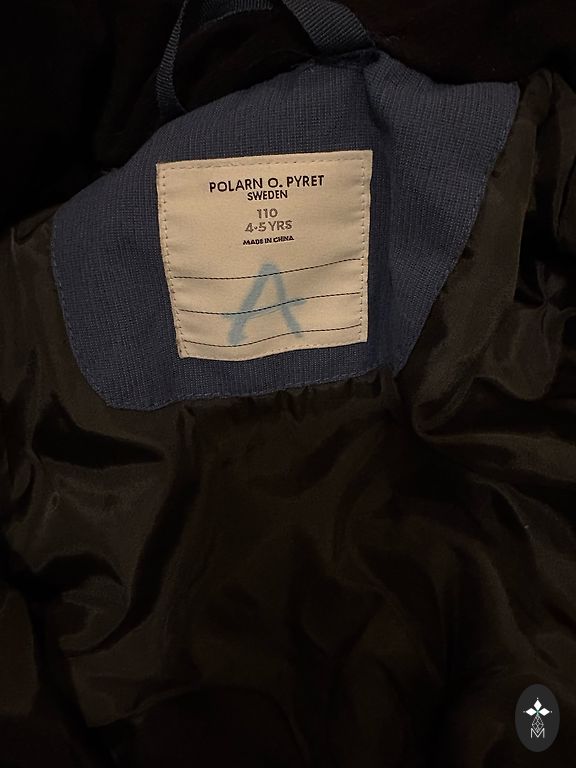 POLARN O. PYRET
SWEDEN
110
4-5 YRS
MADE IN CHINA
A
M